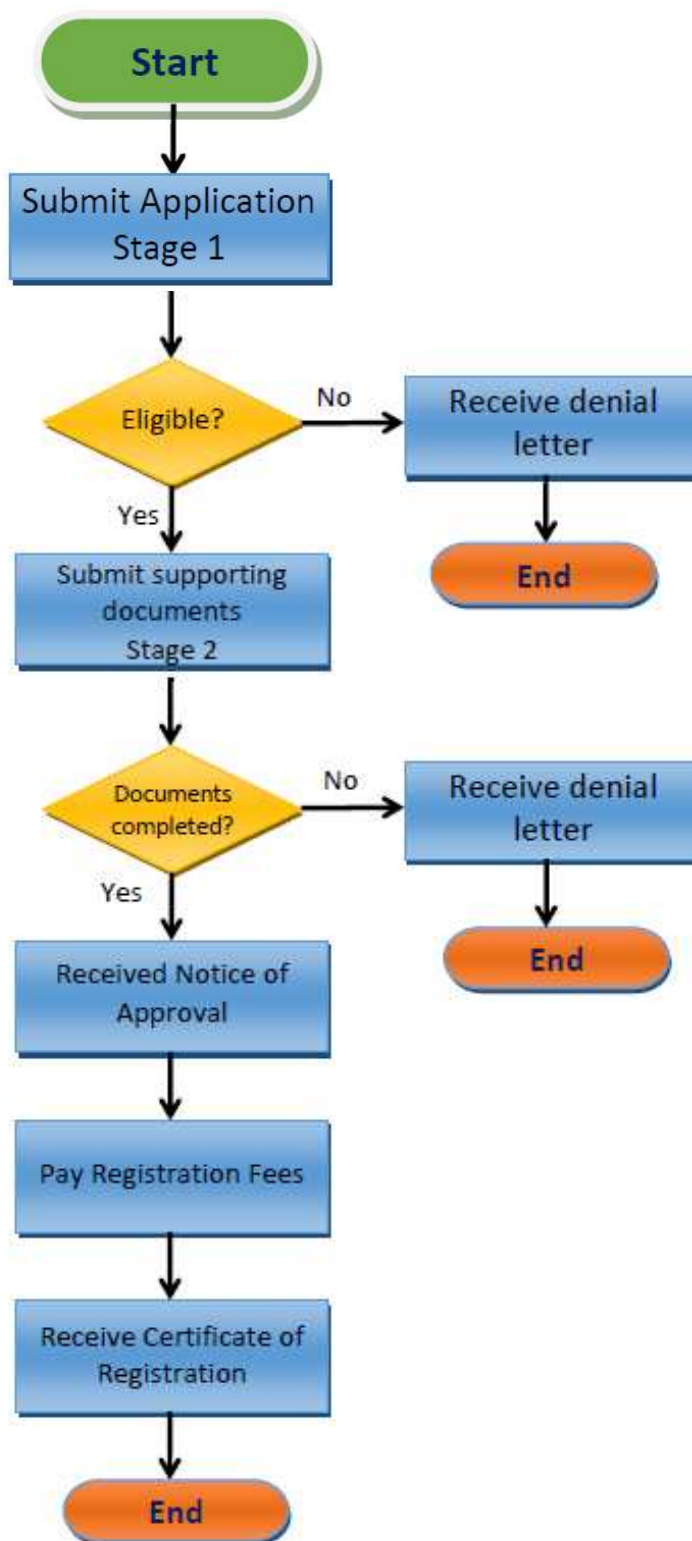 Start
Submit Application
Stage 1
Eligible?
No
Receive denial
letter
End
Yes
Submit supporting
documents
Stage 2
Documents
completed?
No
Receive denial
letter
End
Yes
Received Notice of
Approval
Pay Registration Fees
Receive Certificate of
Registration
End